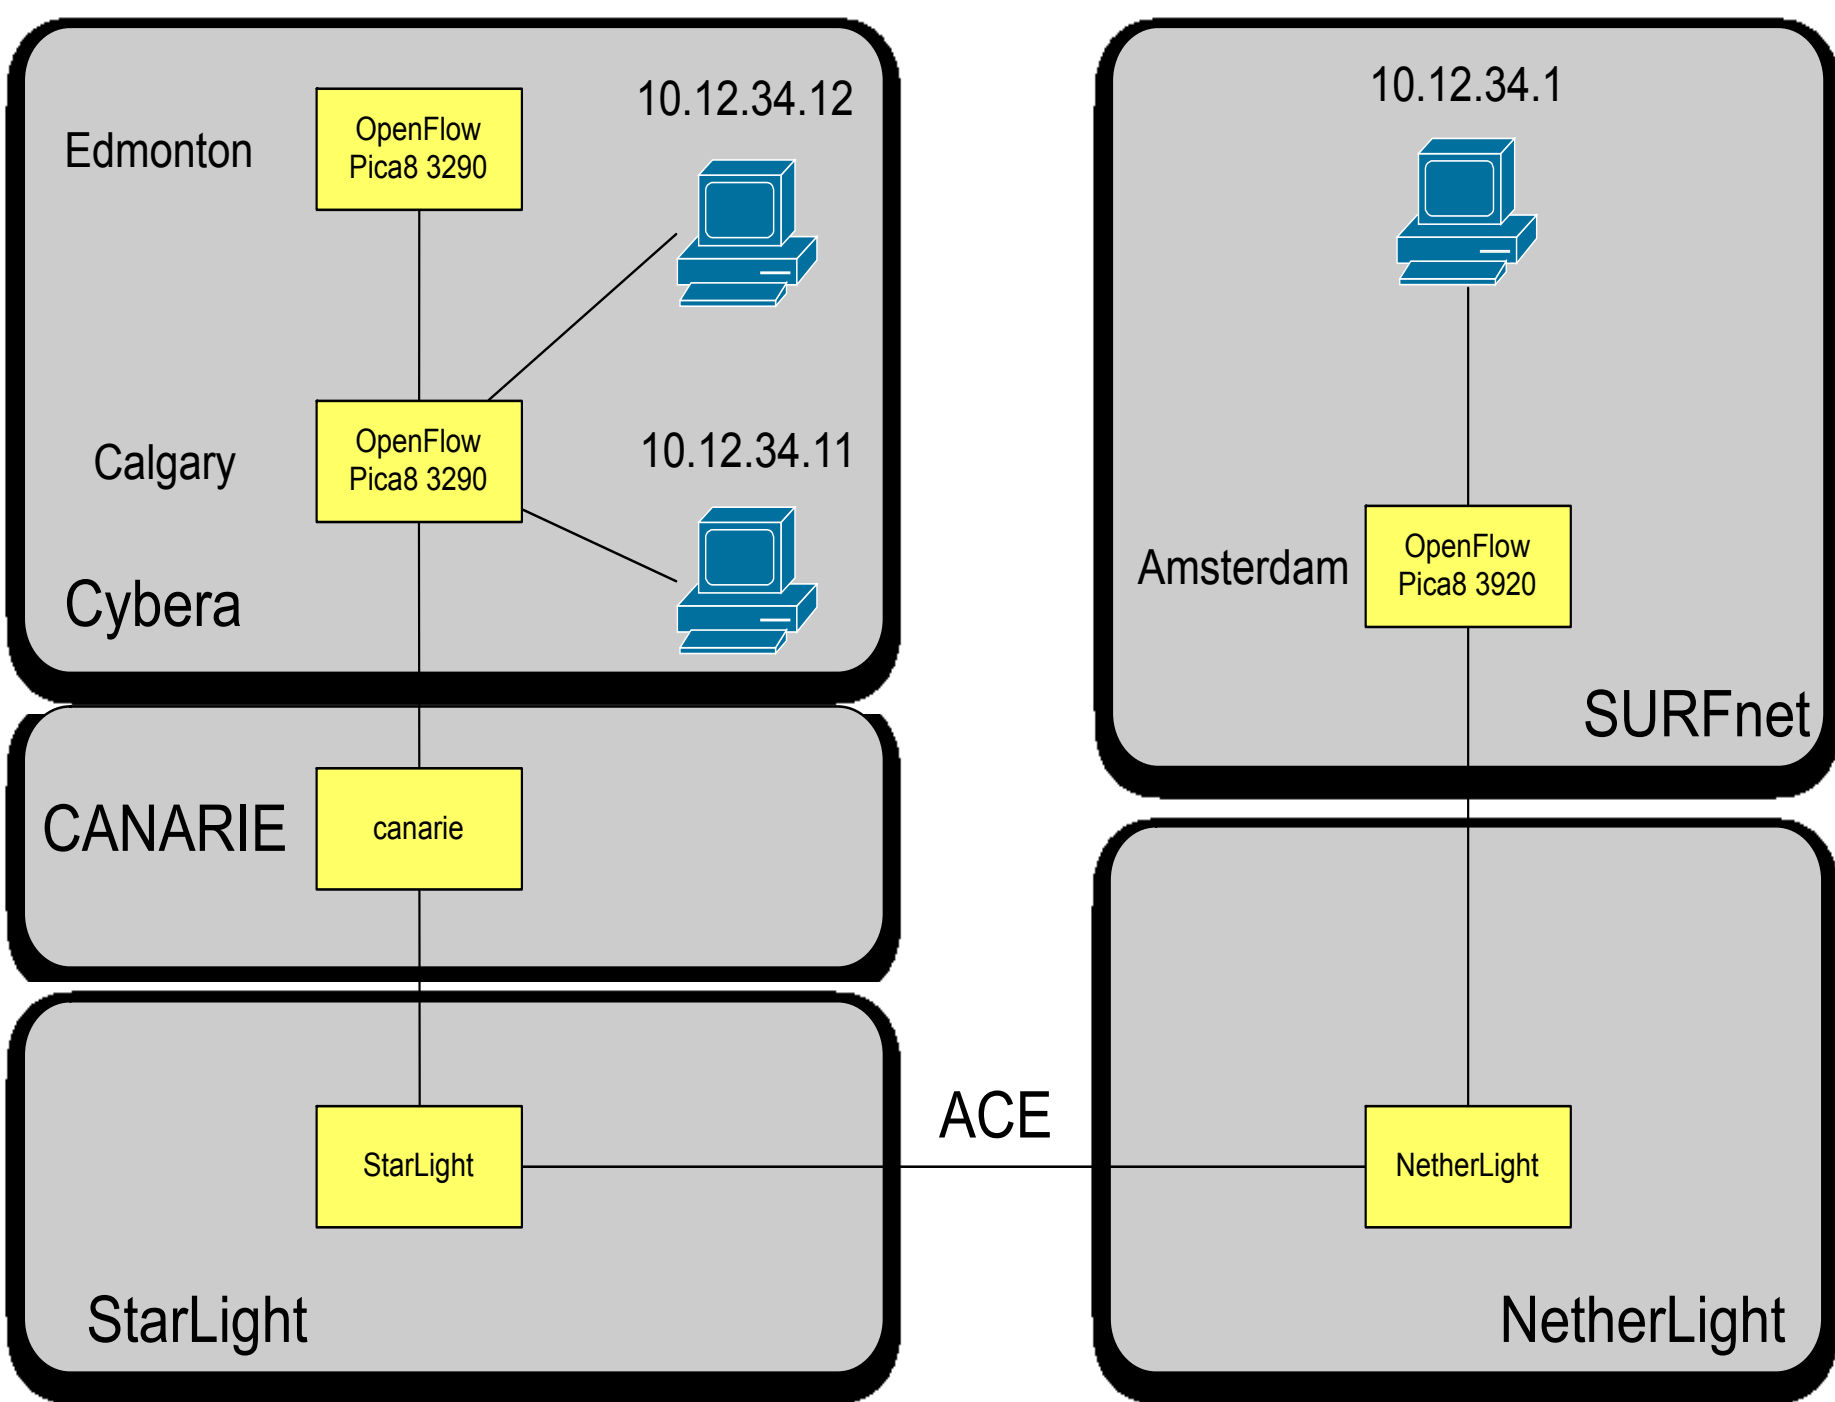 10.12.34.12
Edmonton
OpenFlow
Pica8 3290
Calgary
OpenFlow
Pica8 3290
10.12.34.11
Cybera
CANARIE
canarie
StarLight
StarLight
ACE
10.12.34.1
Amsterdam
OpenFlow
Pica8 3920
SURFnet
NetherLight
NetherLight